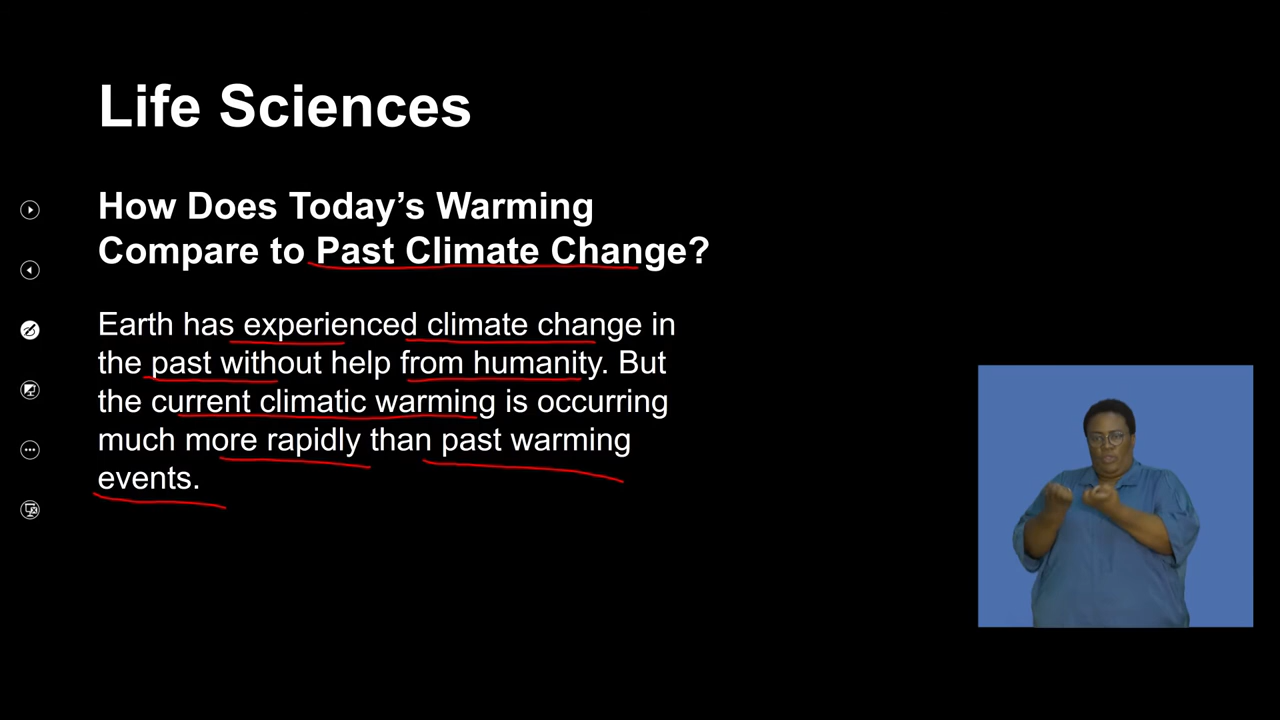 Life Sciences
How Does Today’s Warming
Compare to Past Climate Change?
Earth has experienced climate change in
the past without help from humanity. But
the current climatic warming is occurring
much more rapidly than past warming
events.